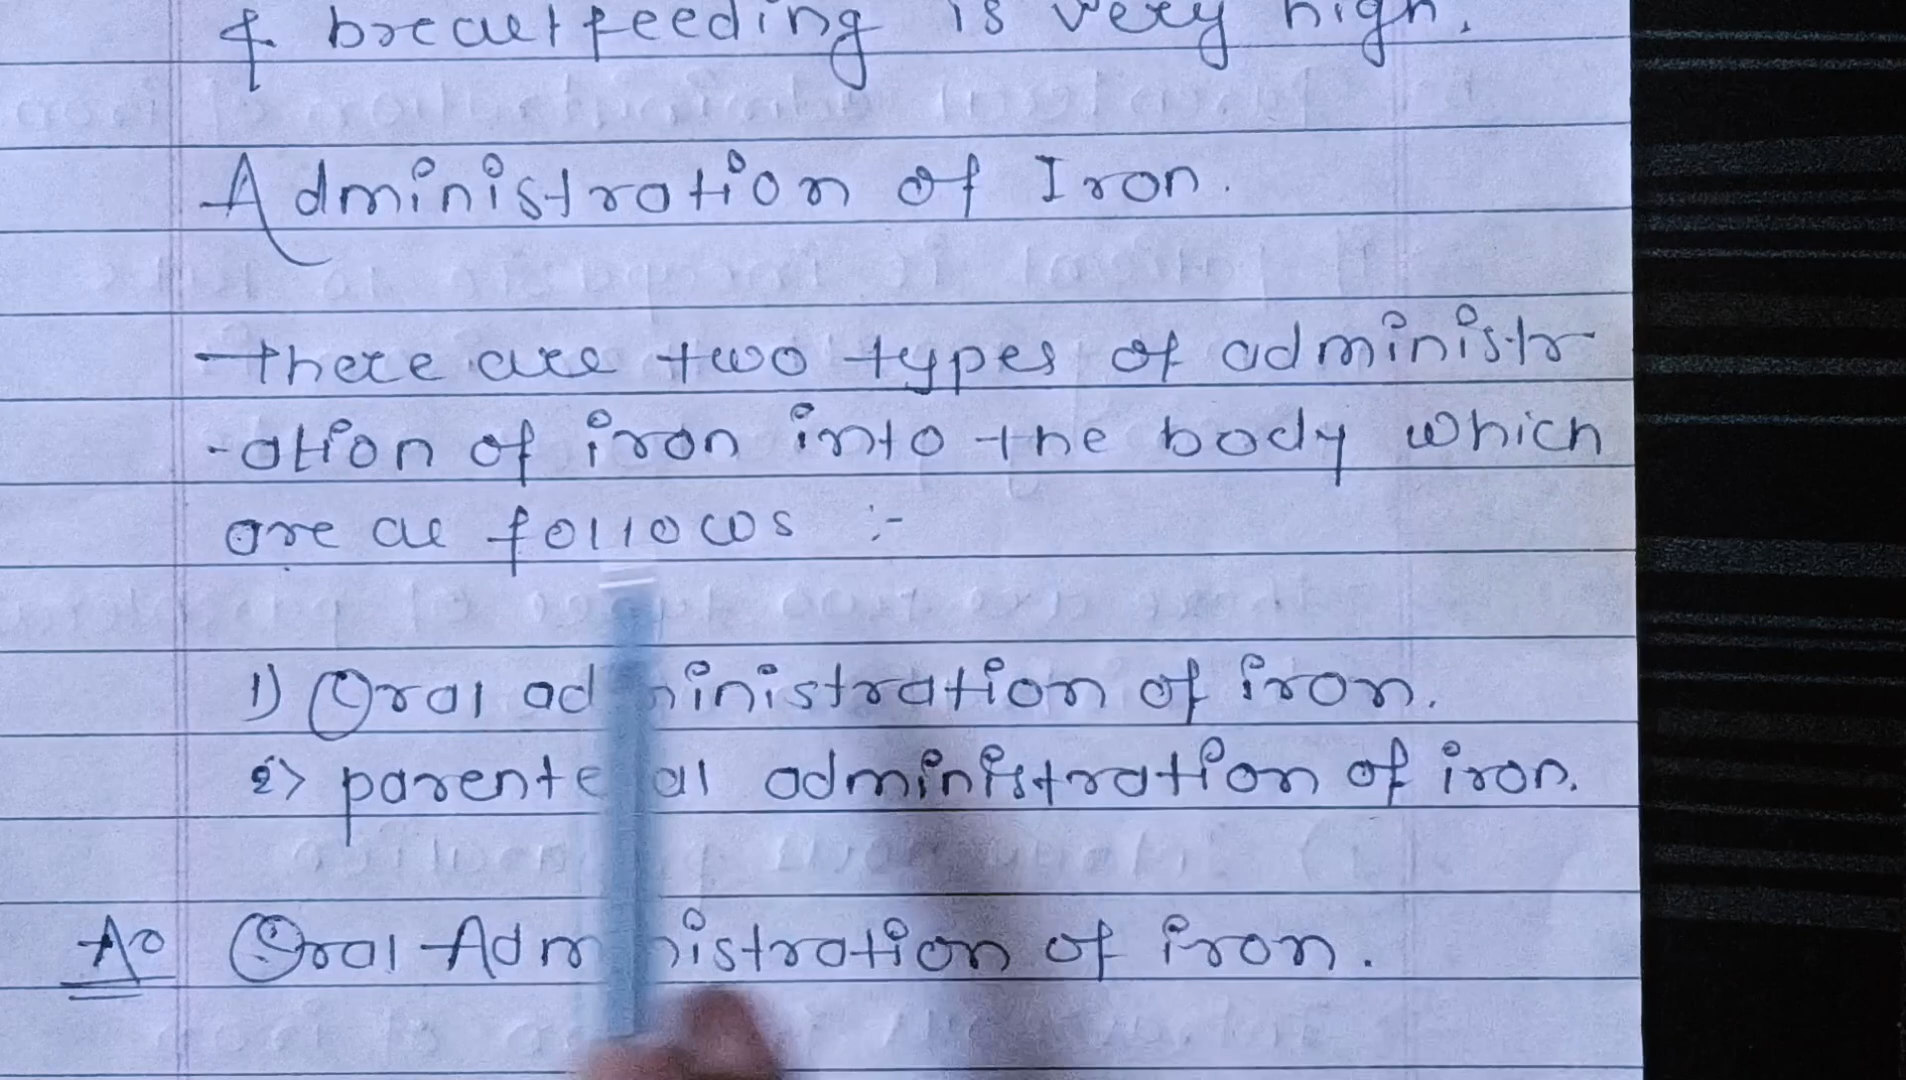 & breastfeeding is very high.
Administration of Iron.
There are two types of administr
-ation of iron into the body which
are as follows :-
1) Oral administration of iron.
2) parenteral administration of iron.
A. Oral Administration of iron.